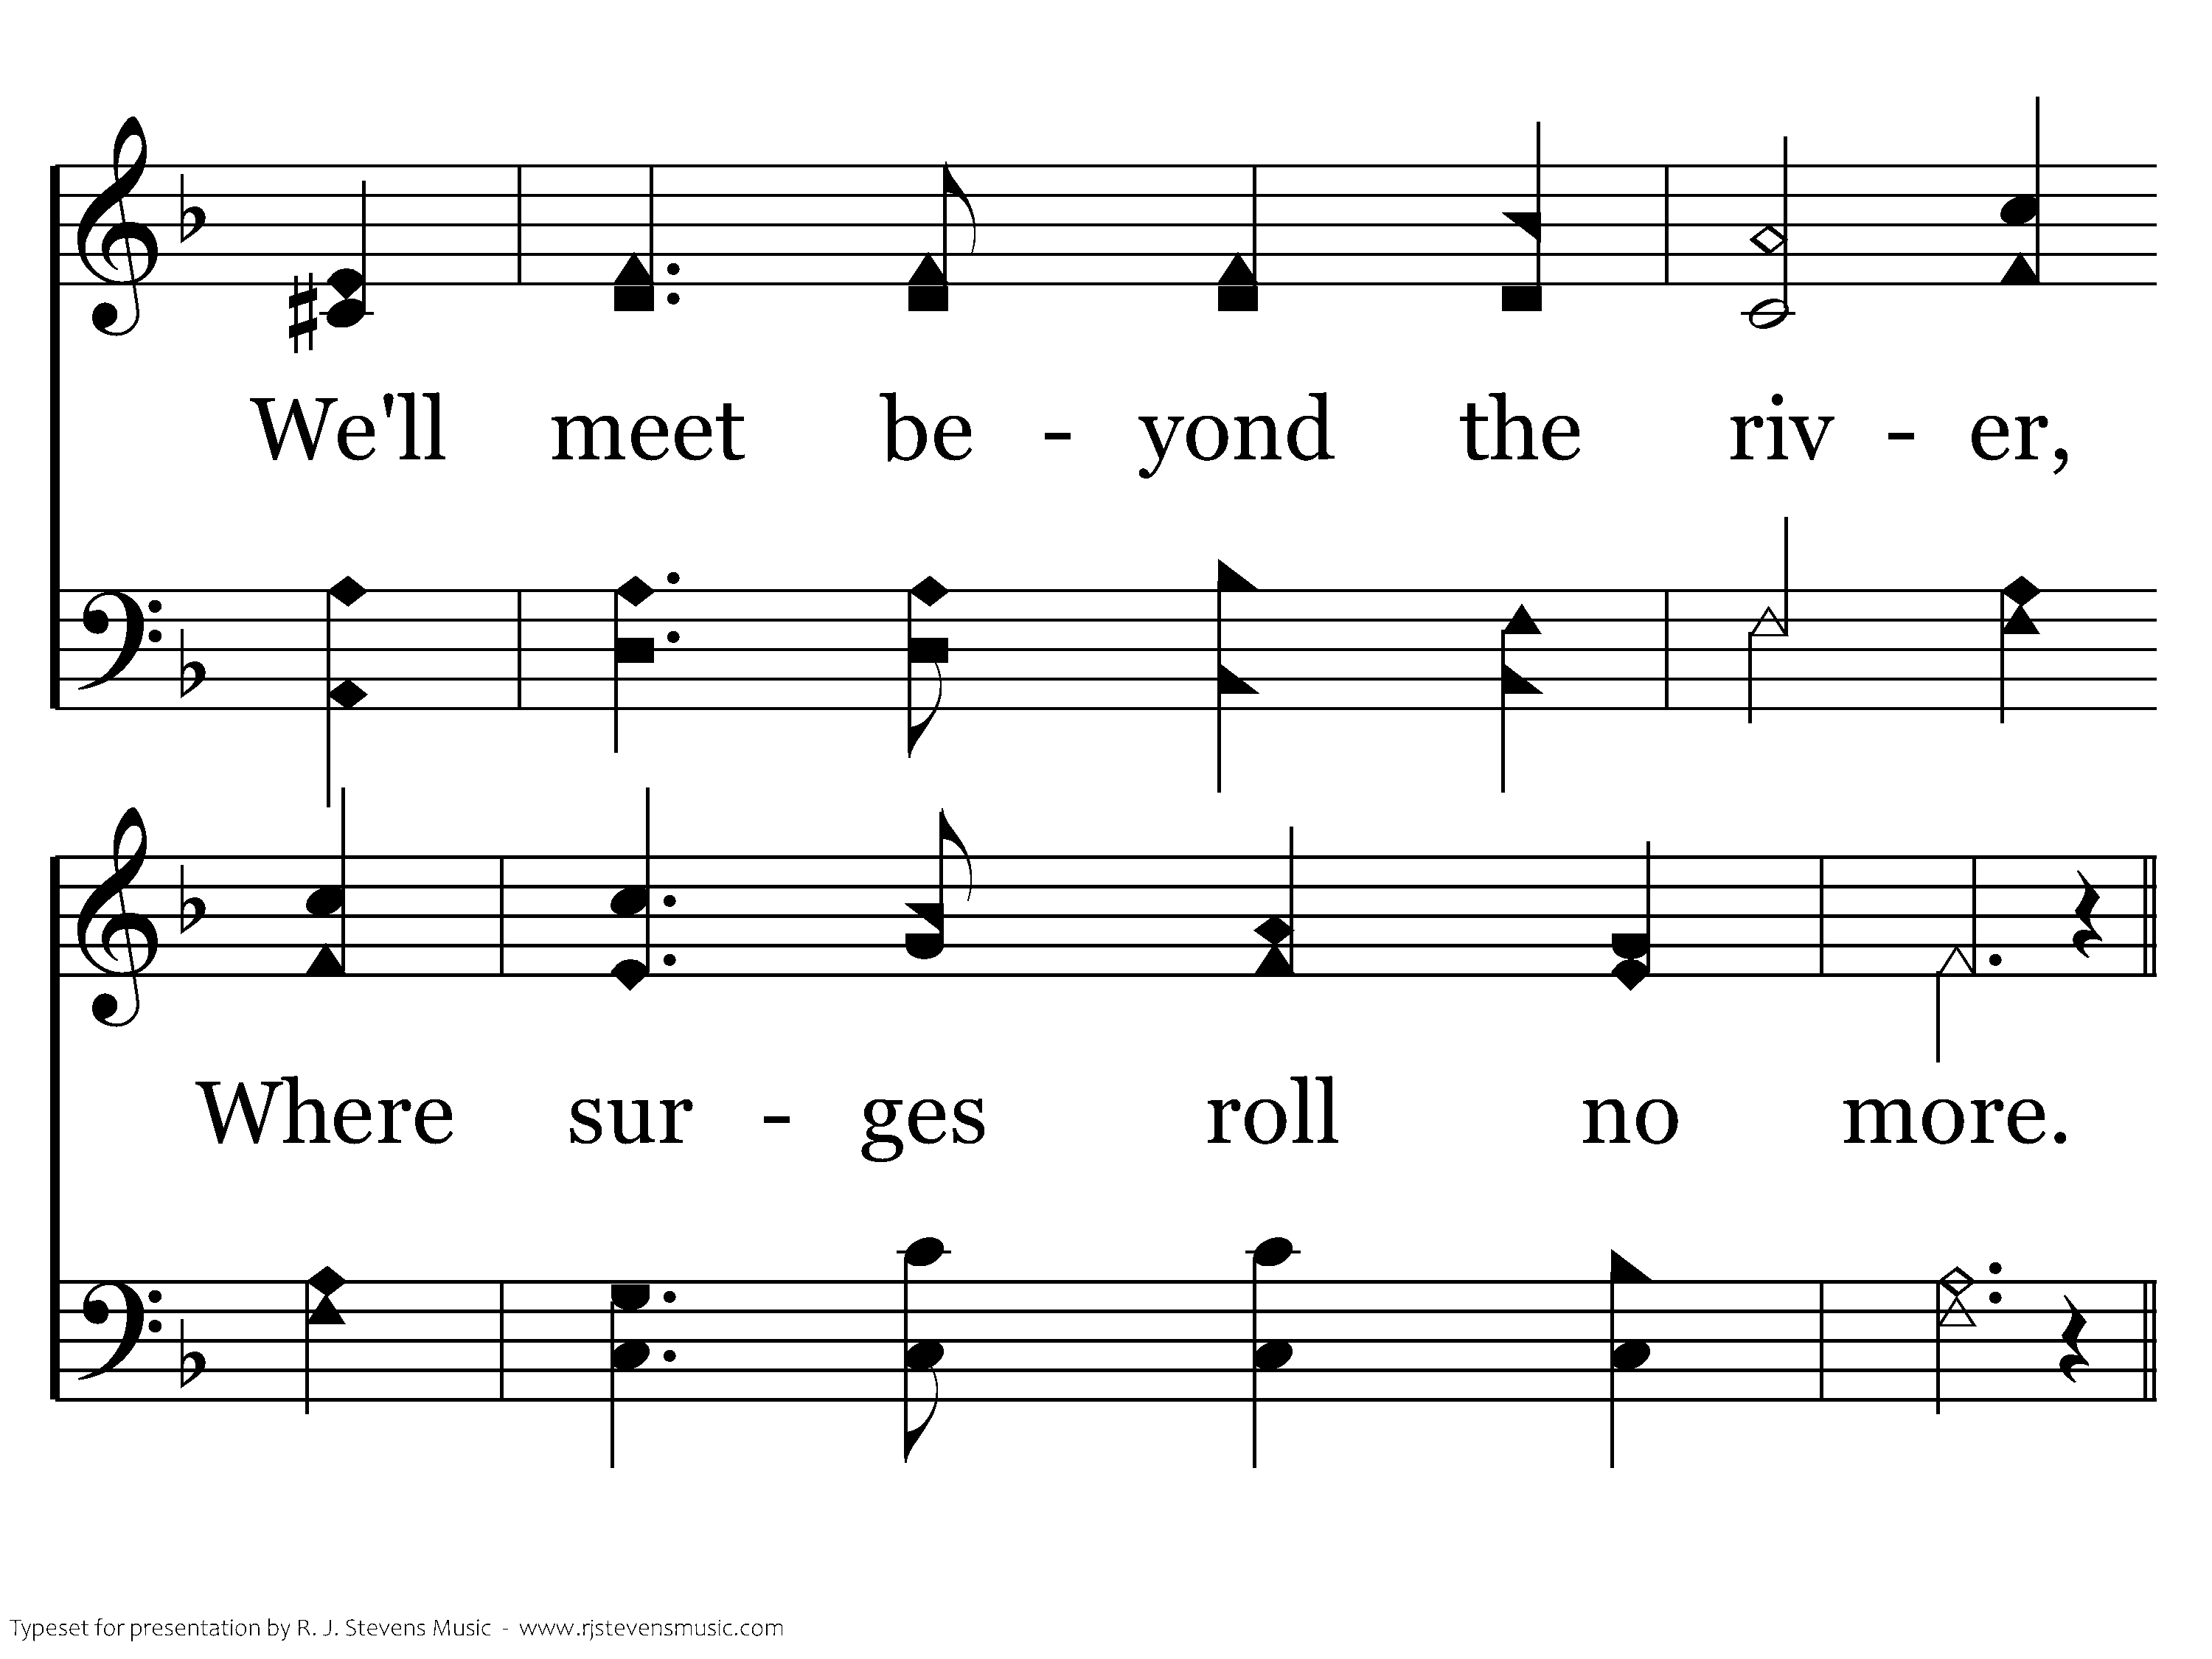 We'll meet be - yond the riv - er,
Where sur - ges roll no more.
Typeset for presentation by R. J. Stevens Music - www.rjstevensmusic.com